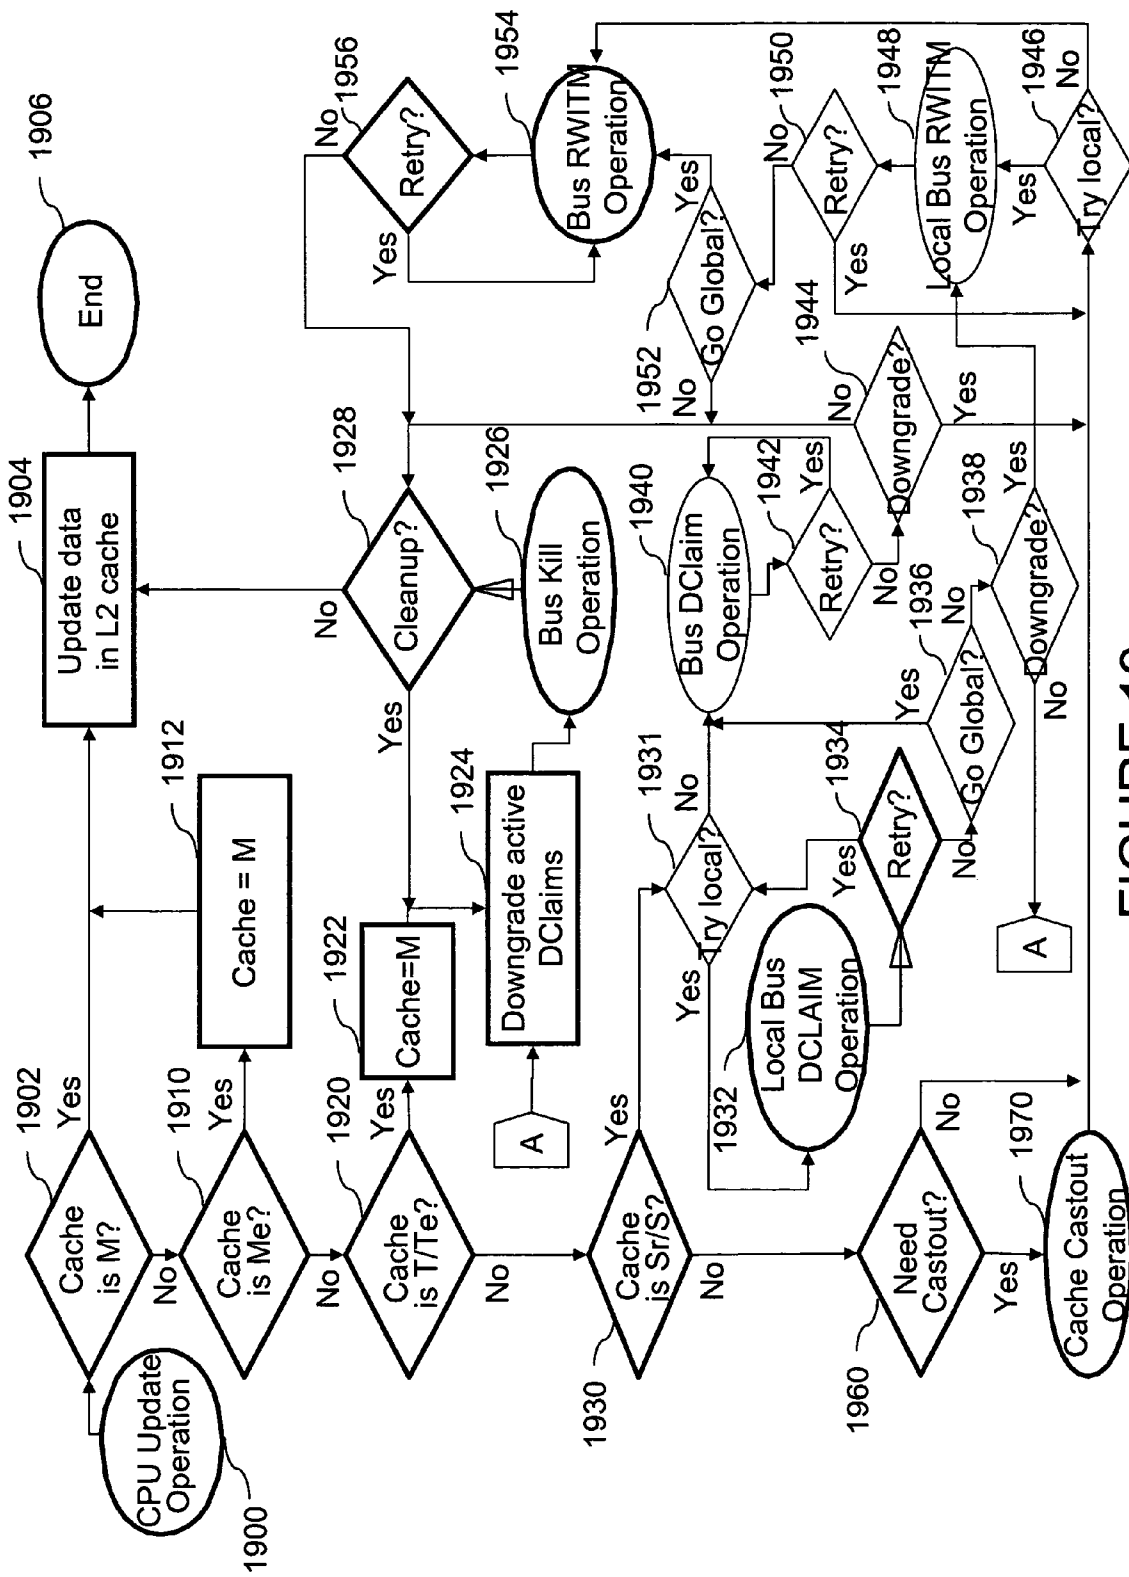 CPU Update
Operation
1900
Cache
is M?
1902
Yes
No
Update data
in L2 cache
1904
End
1906
Cache
is Me?
1910
Yes
No
Cache = M
1912
Cache
is T/Te?
1920
Yes
No
Cache=M
1922
Yes
Cleanup?
1928
No
Downgrade active
DClaims
1924
Bus Kill
Operation
1926
A
Retry?
1956
No
Yes
Bus RWITM
Operation
1954
Cache
is Sr/S?
1930
Yes
No
Try local?
1931
Yes
No
Local Bus
DCLAIM
Operation
1932
Retry?
1934
Yes
No
Go Global?
1936
Yes
No
Downgrade?
1938
Yes
No
A
Bus DClaim
Operation
1940
Retry?
1942
Yes
No
Downgrade?
1944
No
Yes
Go Global?
1952
Yes
No
Retry?
1950
No
Yes
Local Bus RWITM
Operation
1948
Try local?
1946
Yes
No
Need
Castout?
1960
No
Yes
Cache Castout
Operation
1970